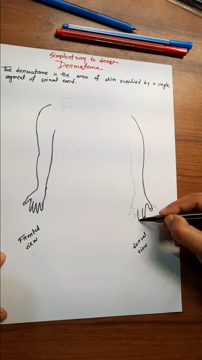 Simplest way to draw
Dermatome
The dermatome is the area of skin supplied by a single
segment of spinal cord.
Frontal
view
dorsal
view